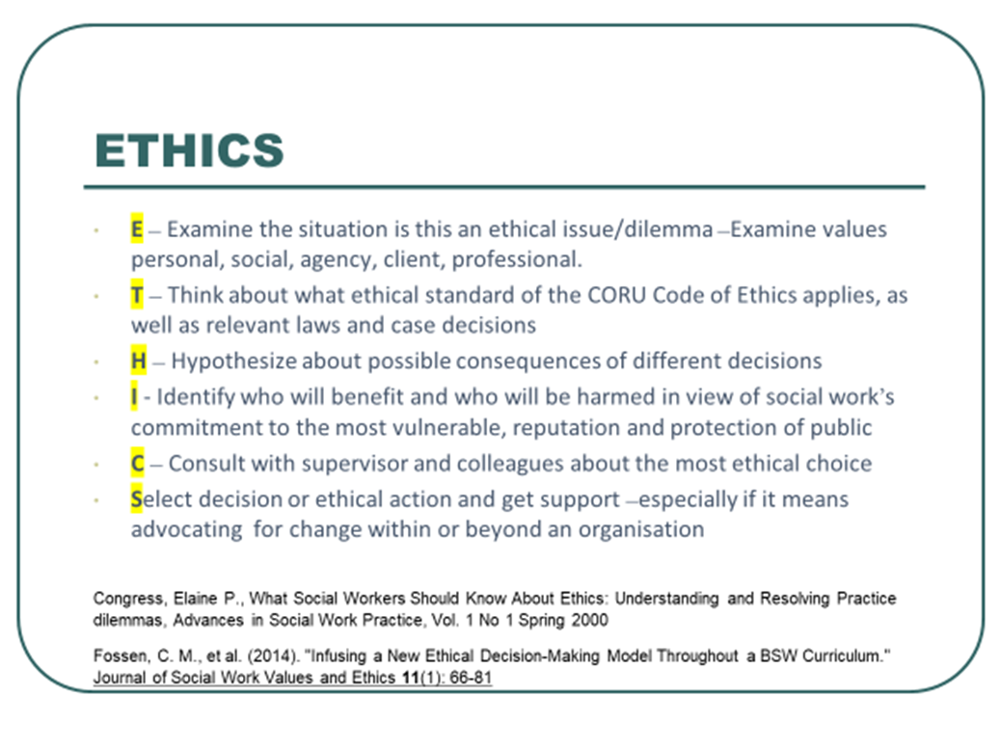 ETHICS
• E – Examine the situation is this an ethical issue/dilemma –Examine values
personal, social, agency, client, professional.
• T – Think about what ethical standard of the CORU Code of Ethics applies, as
well as relevant laws and case decisions
• H – Hypothesize about possible consequences of different decisions
• I - Identify who will benefit and who will be harmed in view of social work’s
commitment to the most vulnerable, reputation and protection of public
• C – Consult with supervisor and colleagues about the most ethical choice
• Select decision or ethical action and get support –especially if it means
advocating for change within or beyond an organisation
Congress, Elaine P., What Social Workers Should Know About Ethics: Understanding and Resolving Practice
dilemmas, Advances in Social Work Practice, Vol. 1 No 1 Spring 2000
Fossen, C. M., et al. (2014). "Infusing a New Ethical Decision-Making Model Throughout a BSW Curriculum."
Journal of Social Work Values and Ethics 11(1): 66-81